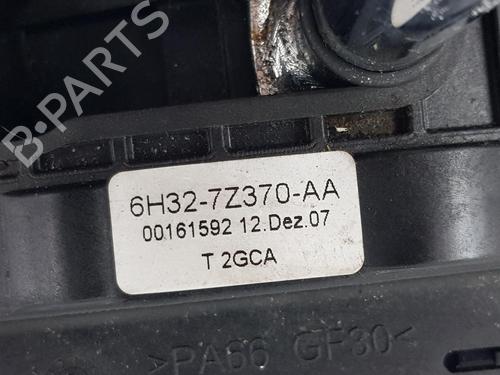 B-PARTS
6H32-7Z370-AA
00161592 12.Dez.07
T 2GCA
>PA66 GF30<